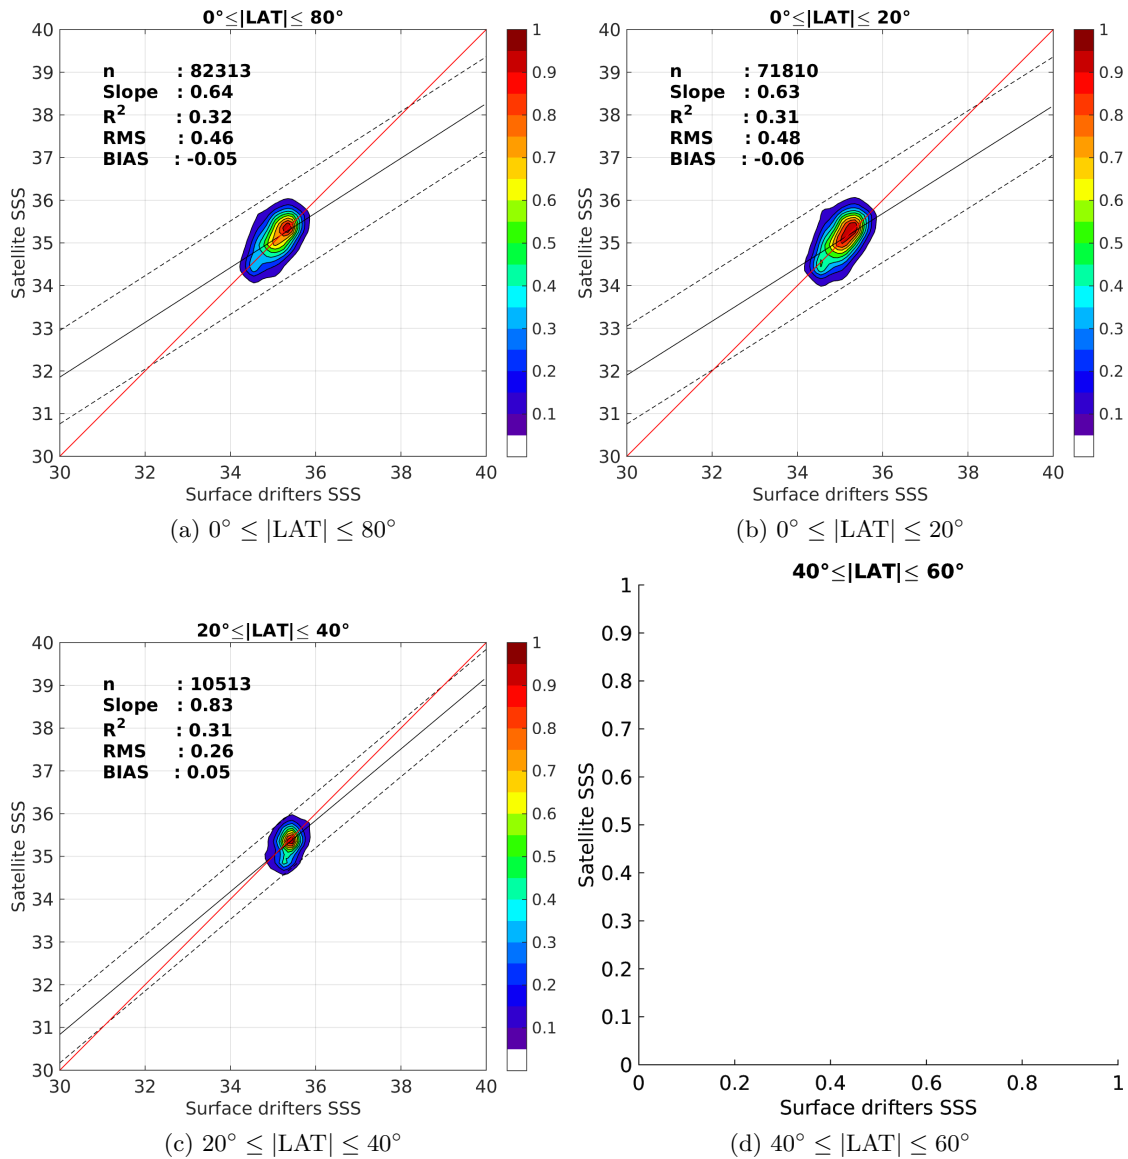 0°≤|LAT|≤ 80°
n : 82313
Slope : 0.64
R² : 0.32
RMS : 0.46
BIAS : -0.05
40
39
38
37
36
35
34
33
32
31
30
30 32 34 36 38 40
Satellite SSS
Surface drifters SSS
1
0.9
0.8
0.7
0.6
0.5
0.4
0.3
0.2
0.1
(a) 0° ≤ |LAT| ≤ 80°
0°≤|LAT|≤ 20°
n : 71810
Slope : 0.63
R² : 0.31
RMS : 0.48
BIAS : -0.06
40
39
38
37
36
35
34
33
32
31
30
30 32 34 36 38 40
Satellite SSS
Surface drifters SSS
1
0.9
0.8
0.7
0.6
0.5
0.4
0.3
0.2
0.1
(b) 0° ≤ |LAT| ≤ 20°
20°≤|LAT|≤ 40°
n : 10513
Slope : 0.83
R² : 0.31
RMS : 0.26
BIAS : 0.05
40
39
38
37
36
35
34
33
32
31
30
30 32 34 36 38 40
Satellite SSS
Surface drifters SSS
1
0.9
0.8
0.7
0.6
0.5
0.4
0.3
0.2
0.1
(c) 20° ≤ |LAT| ≤ 40°
40°≤|LAT|≤ 60°
1
0.9
0.8
0.7
0.6
0.5
0.4
0.3
0.2
0.1
0
0 0.2 0.4 0.6 0.8 1
Satellite SSS
Surface drifters SSS
(d) 40° ≤ |LAT| ≤ 60°